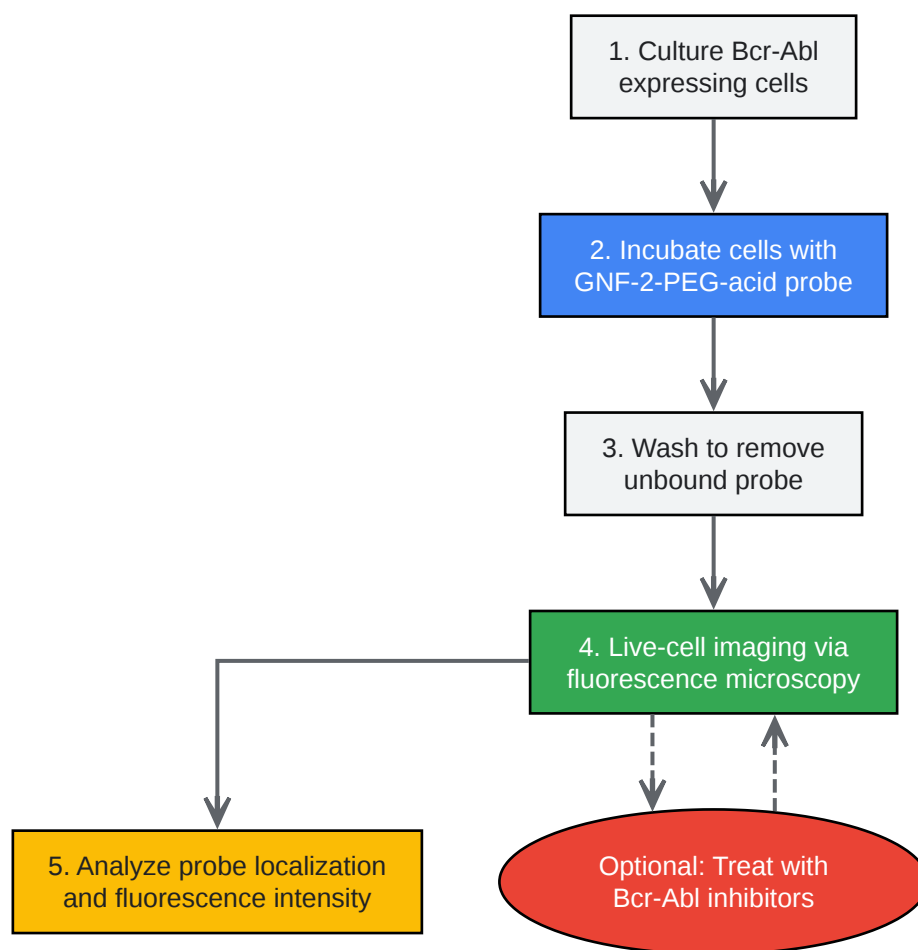 1. Culture Bcr-Abl
expressing cells
2. Incubate cells with
GNF-2-PEG-acid probe
3. Wash to remove
unbound probe
4. Live-cell imaging via
fluorescence microscopy
5. Analyze probe localization
and fluorescence intensity
Optional: Treat with
Bcr-Abl inhibitors